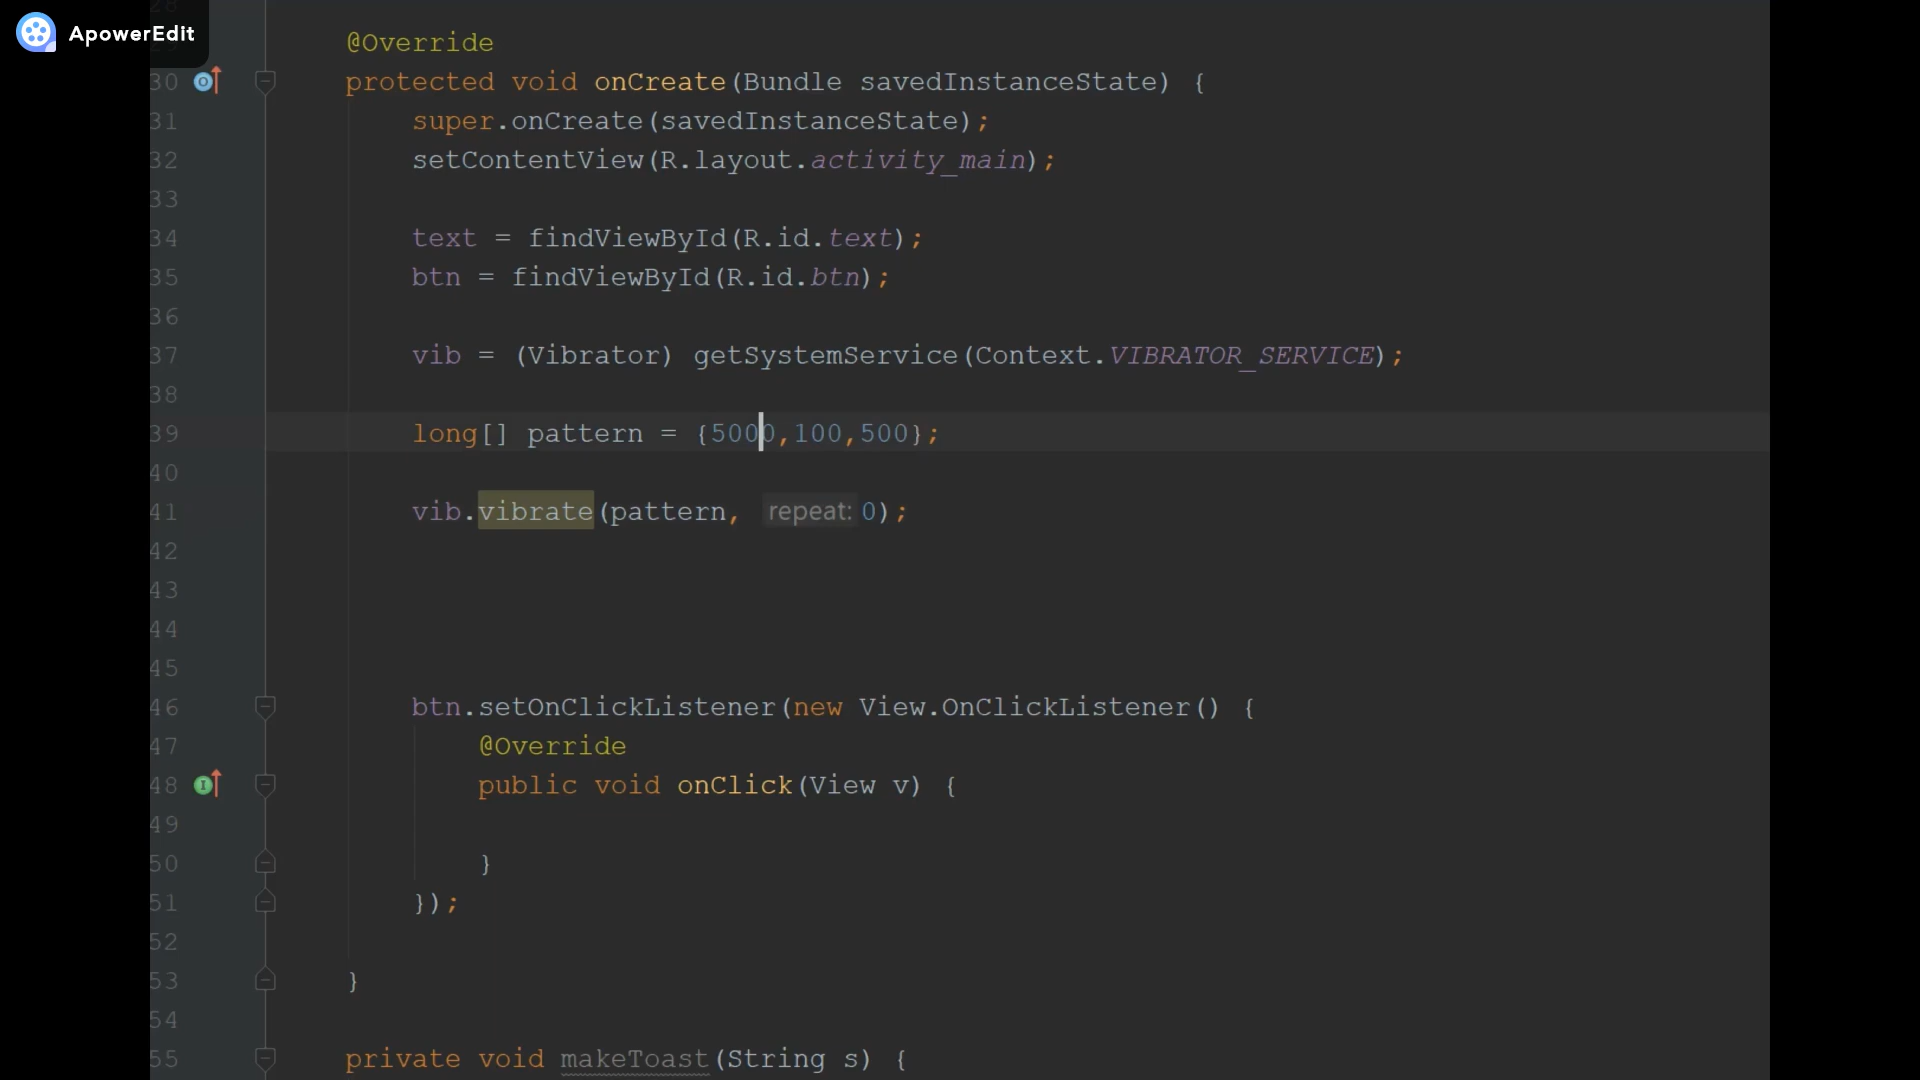 ApowerEdit
28
@Override
30 protected void onCreate(Bundle savedInstanceState) {
31 super.onCreate(savedInstanceState);
32 setContentView(R.layout.activity_main);
33
34 text = findViewById(R.id.text);
35 btn = findViewById(R.id.btn);
36
37 vib = (Vibrator) getSystemService(Context.VIBRATOR_SERVICE);
38
39 long[] pattern = {5000,100,500};
40
41 vib.vibrate(pattern, repeat: 0);
42
43
44
45
46 btn.setOnClickListener(new View.OnClickListener() {
47 @Override
48 public void onClick(View v) {
49
50 }
51 });
52
53 }
54
55 private void makeToast(String s) {